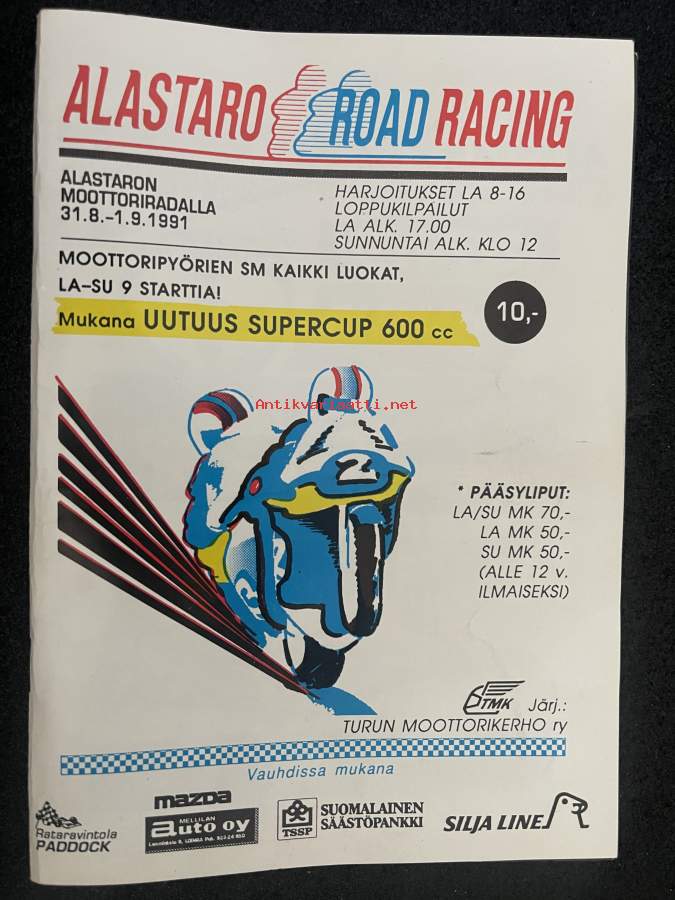 ALASTARO ROAD RACING
ALASTARON
MOOTTORIRADALLA
31.8.-1.9.1991
HARJOITUKSET LA 8-16
LOPPUKILPAILUT
LA ALK. 17.00
SUNNUNTAI ALK. KLO 12
MOOTTORIPYÖRIEN SM KAIKKI LUOKAT,
LA-SU 9 STARTTIA!
Mukana UUTUUS SUPERCUP 600 cc
10,-
Antikvariaatti.net
2
* PÄÄSYLIPUT:
LA/SU MK 70,-
LA MK 50,-
SU MK 50,-
(ALLE 12 v.
ILMAISEKSI)
TMK Järj.:
TURUN MOOTTORIKERHO ry
Vauhdissa mukana
Rataravintola
PADDOCK
mazda
MELLILAN
auto oy
TSSP
SUOMALAINEN
SÄÄSTÖPANKKI
SILJA LINE